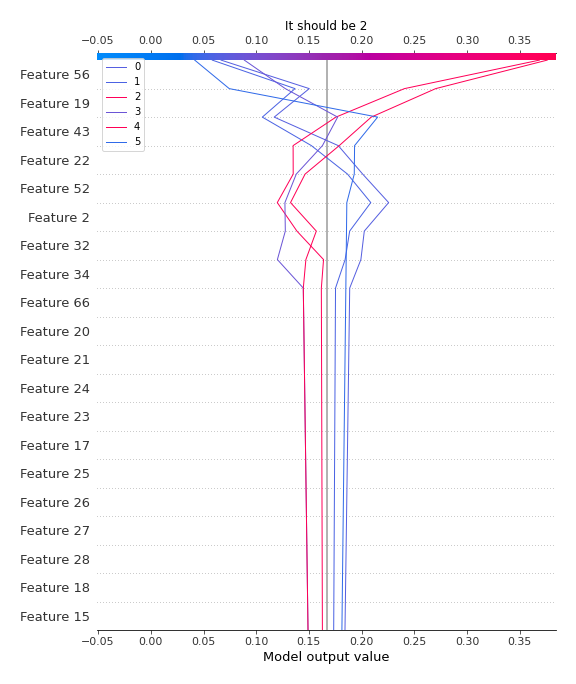 It should be 2
−0.05 0.00 0.05 0.10 0.15 0.20 0.25 0.30 0.35
0
1
2
3
4
5
Feature 56
Feature 19
Feature 43
Feature 22
Feature 52
Feature 2
Feature 32
Feature 34
Feature 66
Feature 20
Feature 21
Feature 24
Feature 23
Feature 17
Feature 25
Feature 26
Feature 27
Feature 28
Feature 18
Feature 15
−0.05 0.00 0.05 0.10 0.15 0.20 0.25 0.30 0.35
Model output value